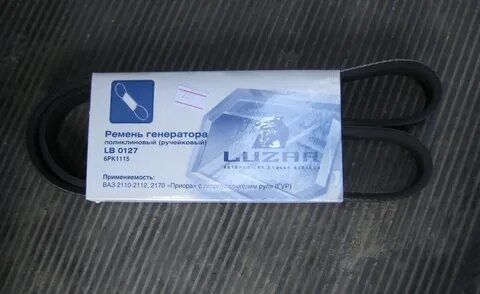 Ремень генератора
поликлиновый (ручейковый)
LB 0127
6PK1115
LUZAR
Применяемость:
ВАЗ 2110-2112, 2170 «Приора» с гидроусилителем руля (ГУР)